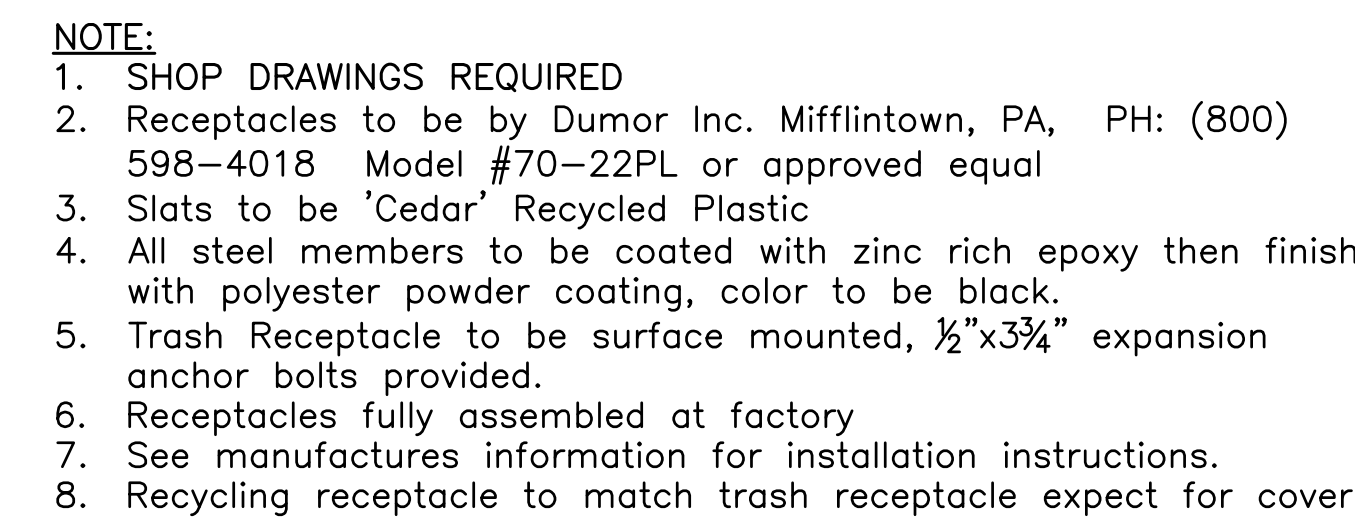 NOTE:
1. SHOP DRAWINGS REQUIRED
2. Receptacles to be by Dumor Inc. Mifflintown, PA, PH: (800)
598-4018 Model #70-22PL or approved equal
3. Slats to be 'Cedar' Recycled Plastic
4. All steel members to be coated with zinc rich epoxy then finish
with polyester powder coating, color to be black.
5. Trash Receptacle to be surface mounted, ½"x3¾" expansion
anchor bolts provided.
6. Receptacles fully assembled at factory
7. See manufactures information for installation instructions.
8. Recycling receptacle to match trash receptacle expect for cover